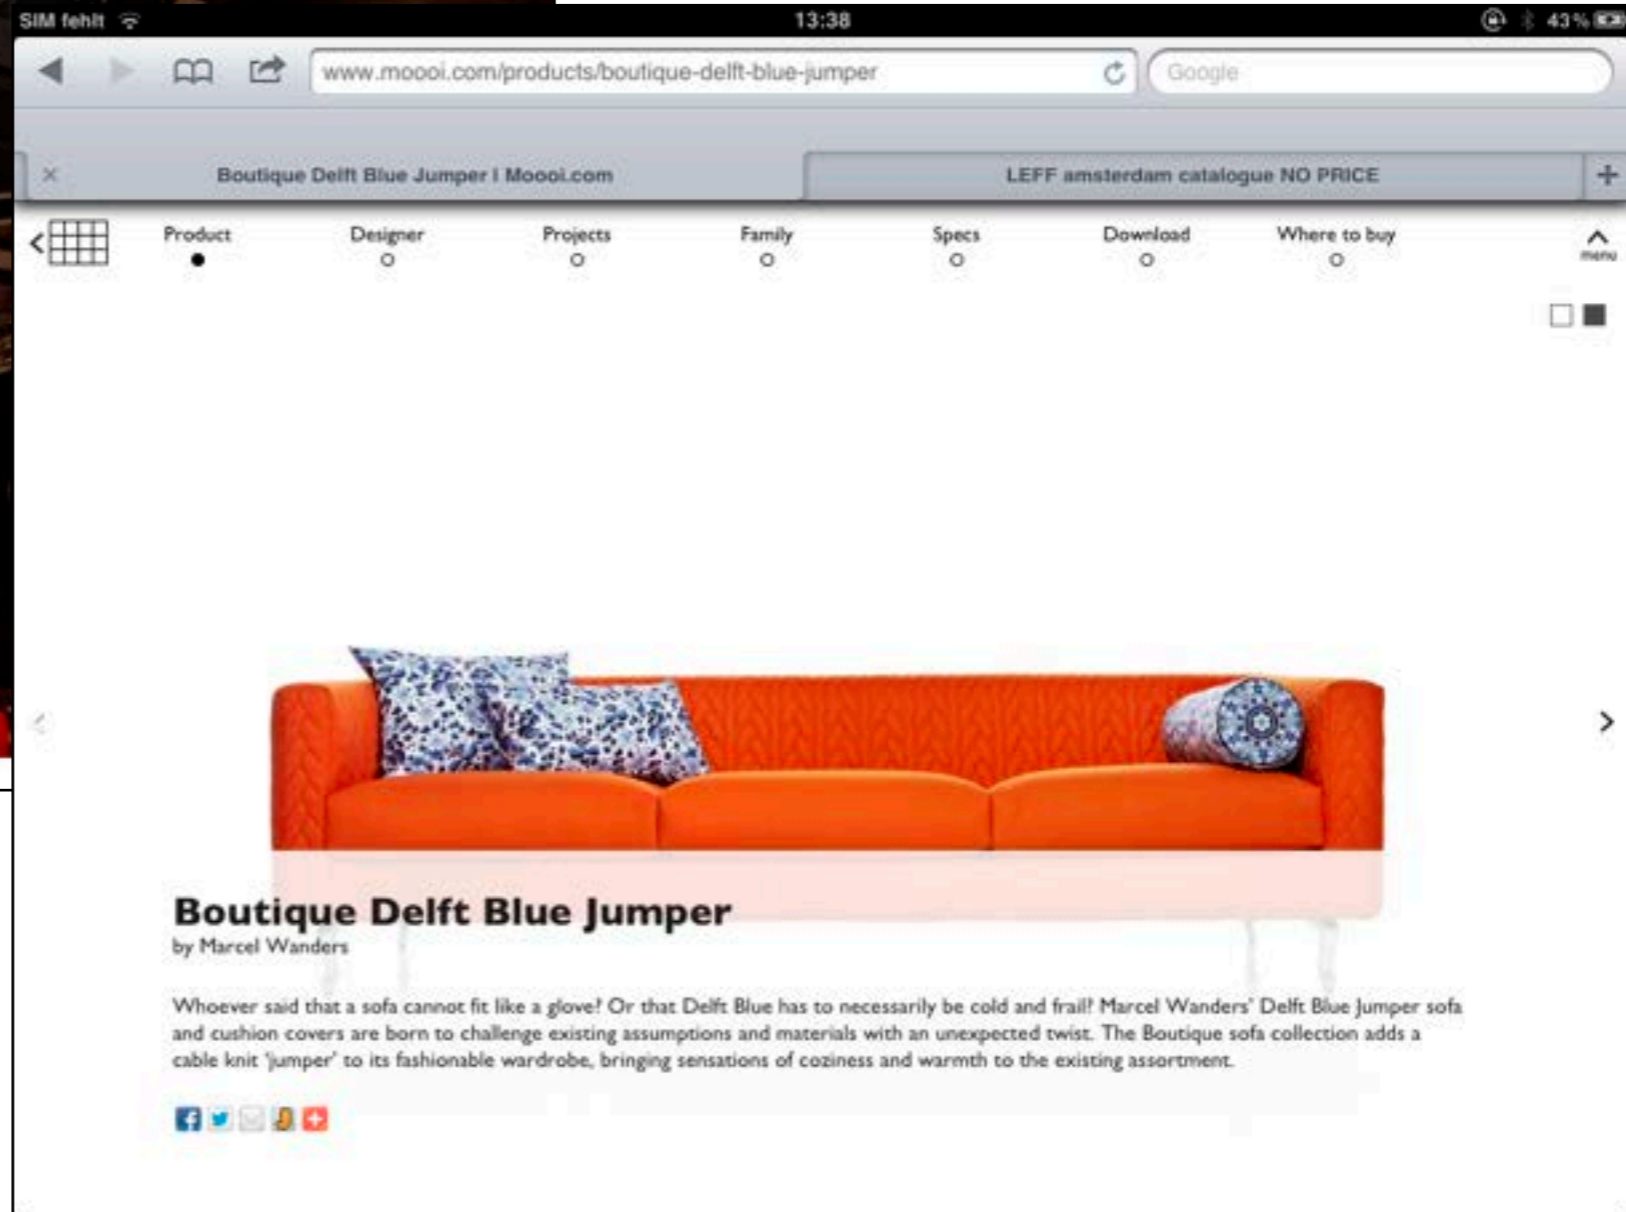 SIM fehlt 13:38 43%
www.moooi.com/products/boutique-delft-blue-jumper Google
Boutique Delft Blue Jumper | Moooi.com LEFF amsterdam catalogue NO PRICE
Product Designer Projects Family Specs Download Where to buy menu
Boutique Delft Blue Jumper
by Marcel Wanders
Whoever said that a sofa cannot fit like a glove? Or that Delft Blue has to necessarily be cold and frail? Marcel Wanders' Delft Blue Jumper sofa
and cushion covers are born to challenge existing assumptions and materials with an unexpected twist. The Boutique sofa collection adds a
cable knit 'jumper' to its fashionable wardrobe, bringing sensations of coziness and warmth to the existing assortment.